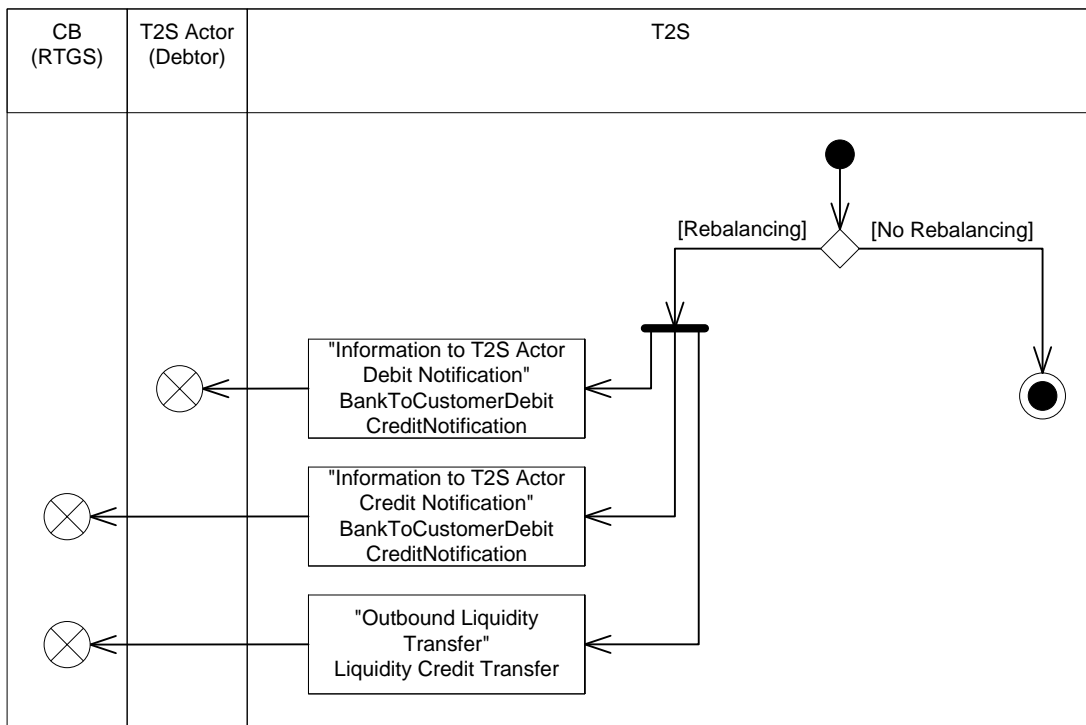 CB
(RTGS)
T2S Actor
(Debtor)
T2S
[Rebalancing]
[No Rebalancing]
"Information to T2S Actor
Debit Notification"
BankToCustomerDebit
CreditNotification
"Information to T2S Actor
Credit Notification"
BankToCustomerDebit
CreditNotification
"Outbound Liquidity
Transfer"
Liquidity Credit Transfer